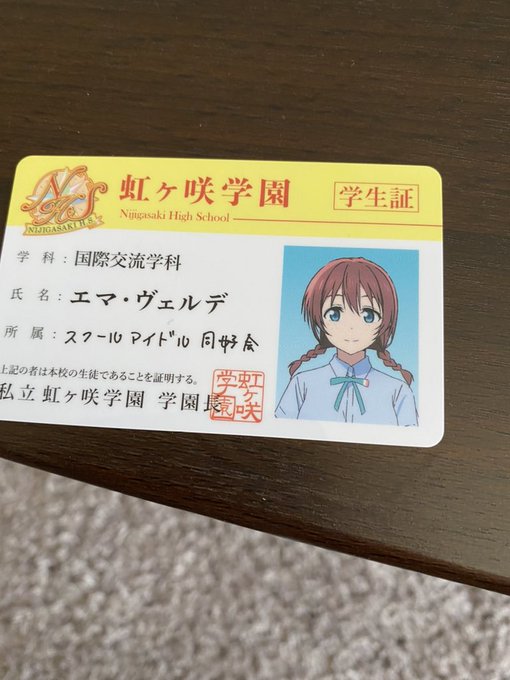 NHS
NIJIGASAKI H.S
虹ヶ咲学園
学生証
Nijigasaki High School
学 科 : 国際交流学科
氏 名 : エマ・ヴェルデ
所 属 : スクールアイドル同好会
上記の者は本校の生徒であることを証明する。
私立虹ヶ咲学園 学園長
虹ヶ咲学園